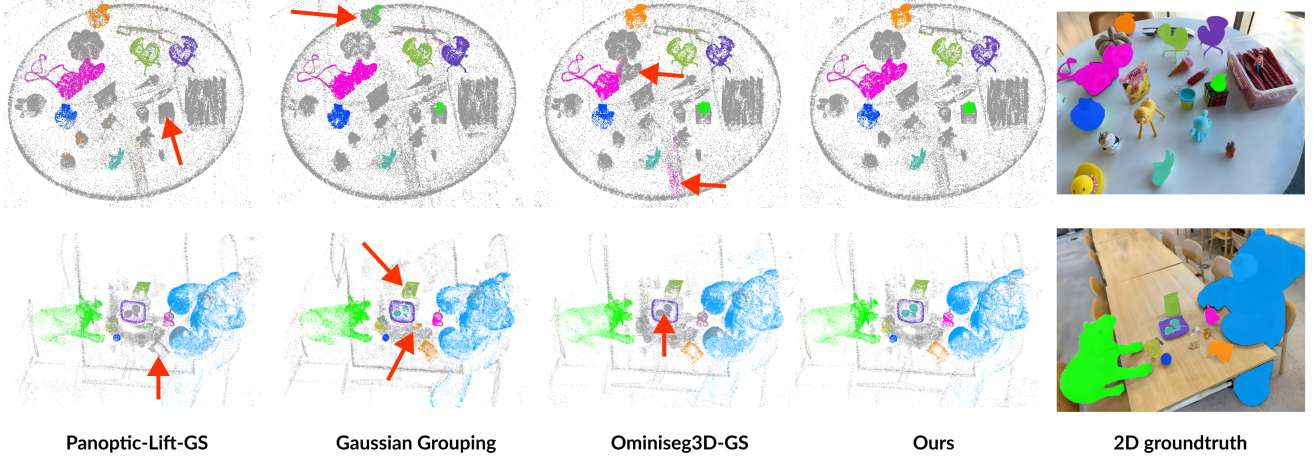 Panoptic-Lift-GS
Gaussian Grouping
Ominiseg3D-GS
Ours
2D groundtruth